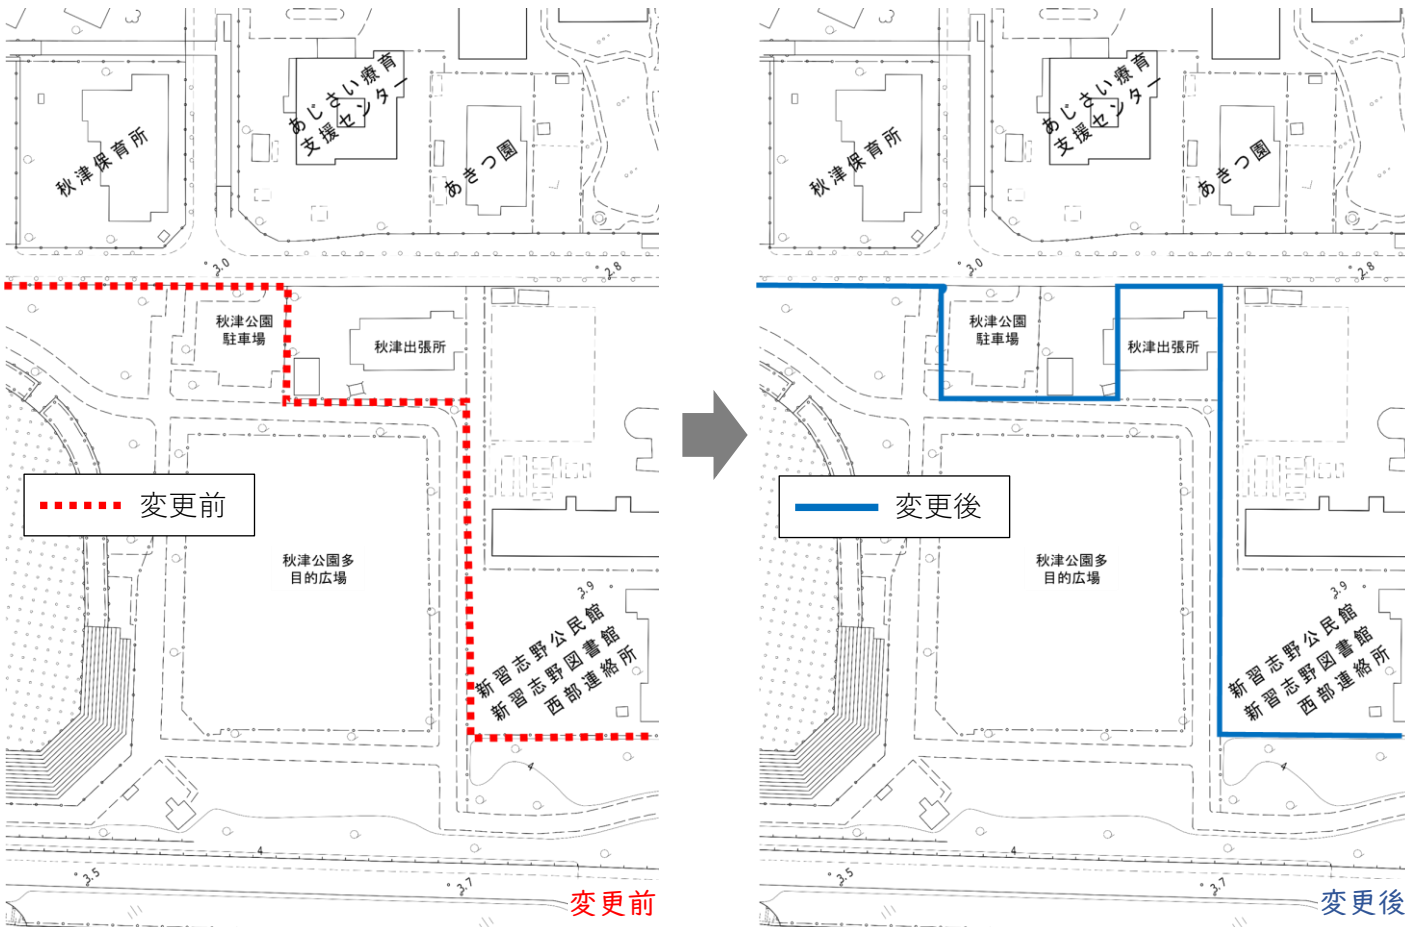 あじさい療育
支援センター
秋津保育所
あきつ園
3.0
2.8
秋津公園
駐車場
秋津出張所
変更前
秋津公園多
目的広場
3.9
新習志野公民館
新習志野図書館
西部連絡所
4
4
3.5
3.7
変更前
あじさい療育
支援センター
秋津保育所
あきつ園
3.0
2.8
秋津公園
駐車場
秋津出張所
変更後
秋津公園多
目的広場
3.9
新習志野公民館
新習志野図書館
西部連絡所
4
4
3.5
3.7
変更後